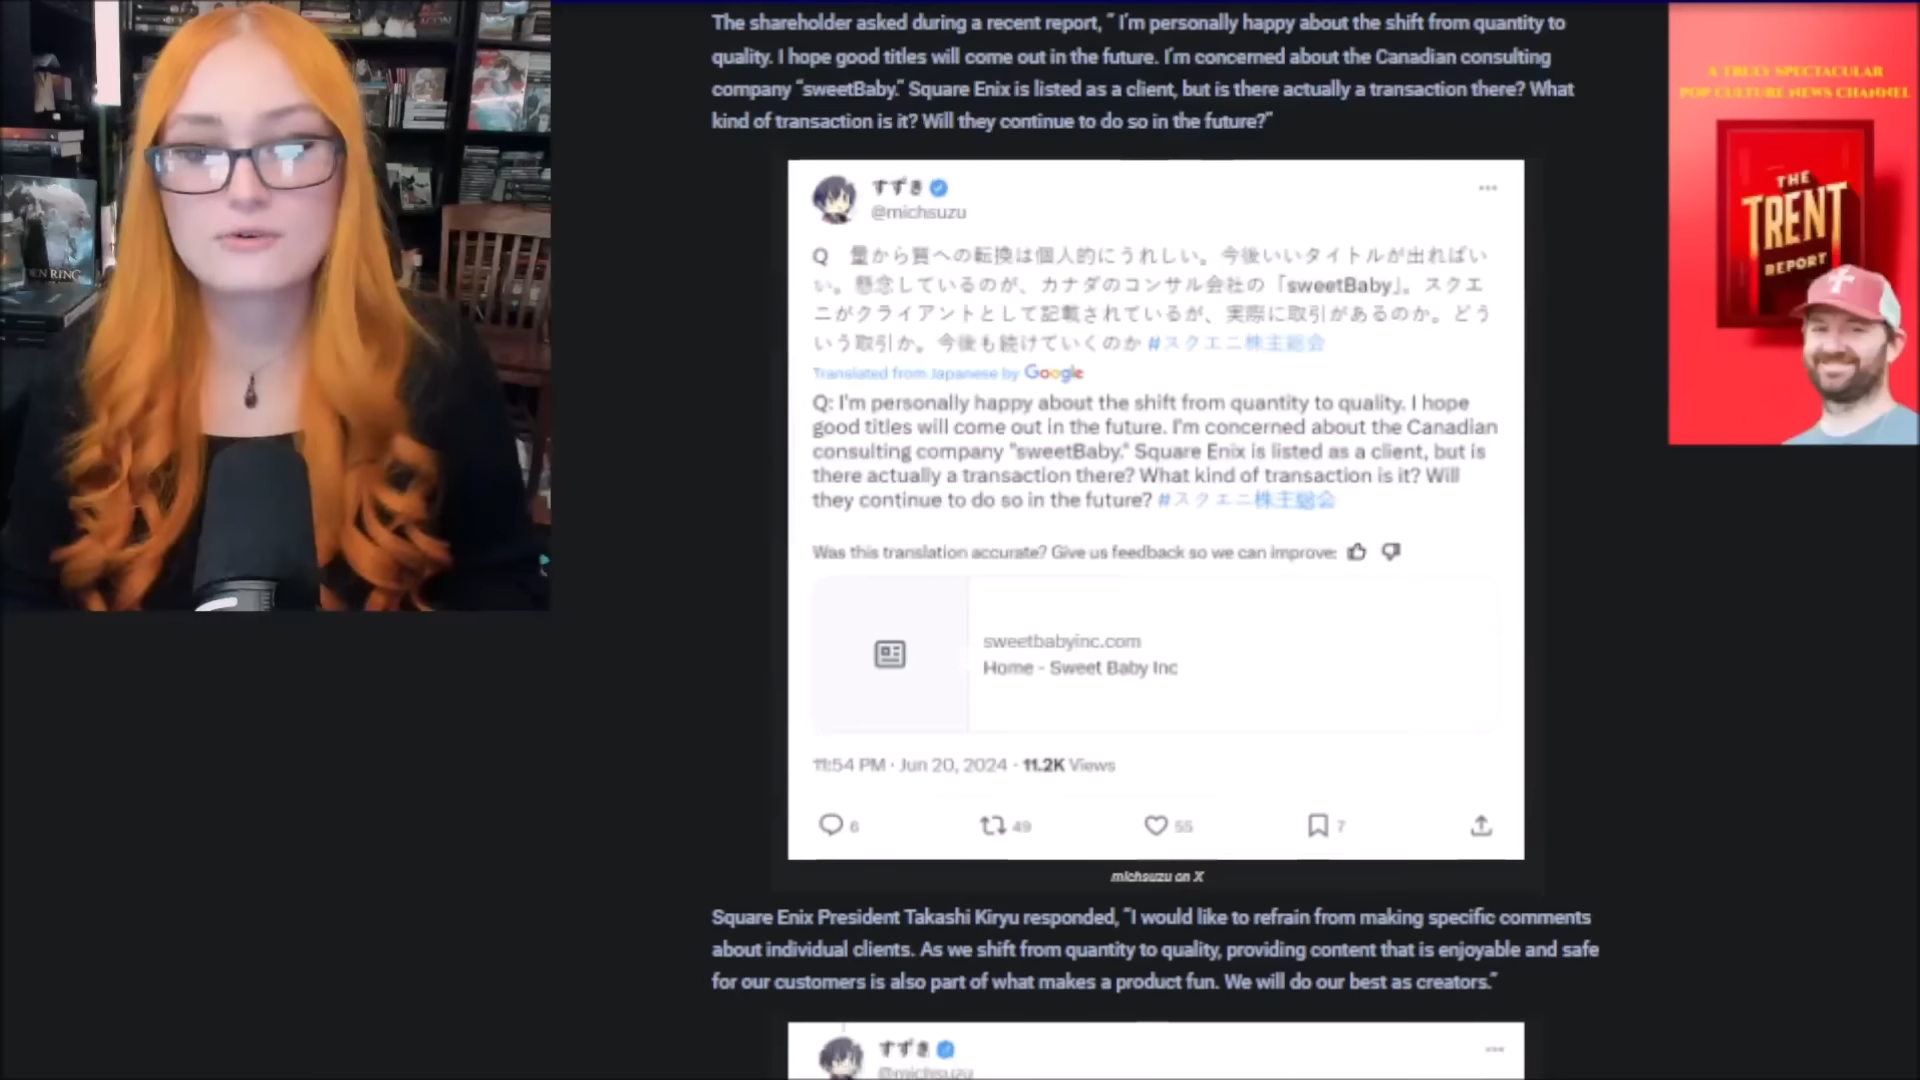 The shareholder asked during a recent report, “ I’m personally happy about the shift from quantity to
quality. I hope good titles will come out in the future. I’m concerned about the Canadian consulting
company “sweetBaby.” Square Enix is listed as a client, but is there actually a transaction there? What
kind of transaction is it? Will they continue to do so in the future?”
すずき
@michsuzu
Q　量から質への転換は個人的にうれしい。今後いいタイトルが出ればい
い。懸念しているのが、カナダのコンサル会社の「sweetBaby」。スクエ
ニがクライアントとして記載されているが、実際に取引があるのか。どう
いう取引か。今後も続けていくのか #スクエニ株主総会
Translated from Japanese by Google
Q: I'm personally happy about the shift from quantity to quality. I hope
good titles will come out in the future. I'm concerned about the Canadian
consulting company "sweetBaby." Square Enix is listed as a client, but is
there actually a transaction there? What kind of transaction is it? Will
they continue to do so in the future? #スクエニ株主総会
Was this translation accurate? Give us feedback so we can improve:
sweetbabyinc.com
Home - Sweet Baby Inc
11:54 PM · Jun 20, 2024 · 11.2K Views
6
49
55
7
michsuzu on X
Square Enix President Takashi Kiryu responded, “I would like to refrain from making specific comments
about individual clients. As we shift from quantity to quality, providing content that is enjoyable and safe
for our customers is also part of what makes a product fun. We will do our best as creators.”
すずき
@michsuzu
A TRULY SPECTACULAR
POP CULTURE NEWS CHANNEL
THE
TRENT
REPORT
T
EN RING